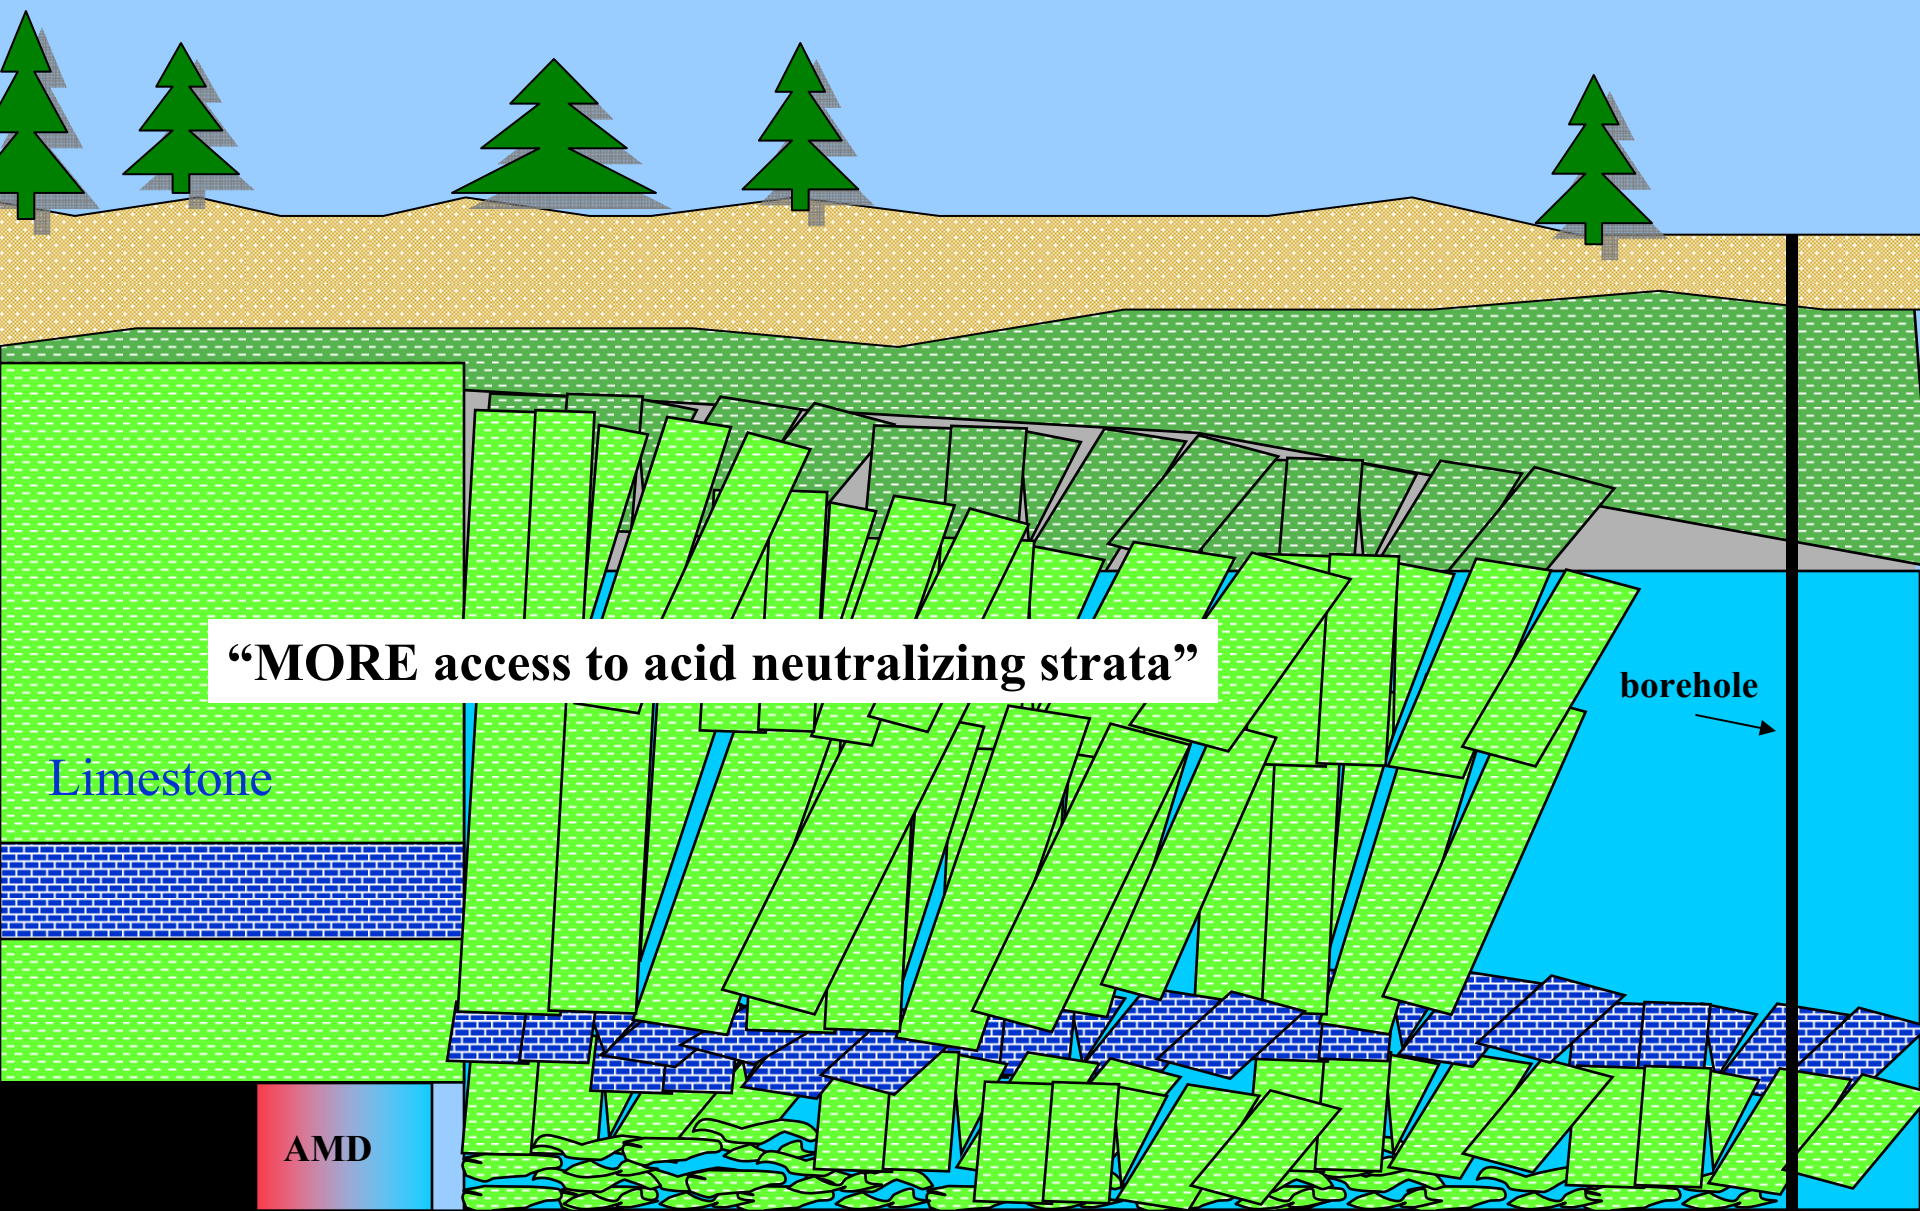 “MORE access to acid neutralizing strata”
borehole
Limestone
AMD